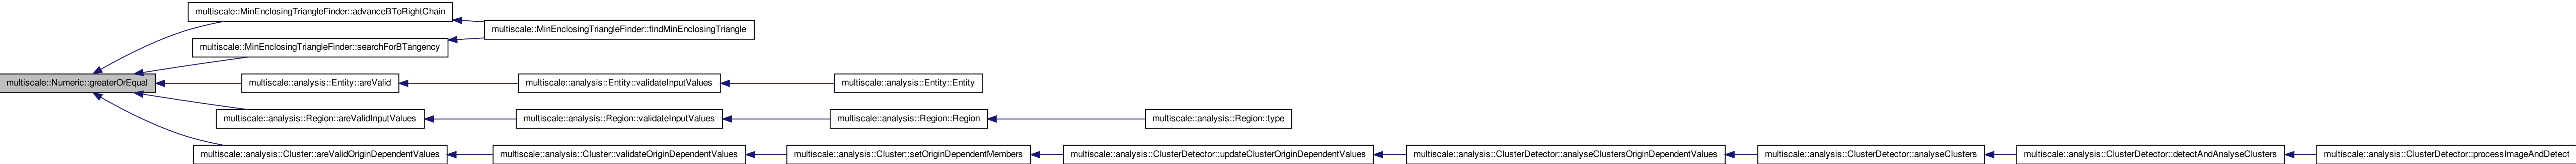 multiscale::MinEnclosingTriangleFinder::advanceBToRightChain
multiscale::MinEnclosingTriangleFinder::findMinEnclosingTriangle
multiscale::MinEnclosingTriangleFinder::searchForBTangency
multiscale::Numeric::greaterOrEqual
multiscale::analysis::Entity::areValid
multiscale::analysis::Entity::validateInputValues
multiscale::analysis::Entity::Entity
multiscale::analysis::Region::areValidInputValues
multiscale::analysis::Region::validateInputValues
multiscale::analysis::Region::Region
multiscale::analysis::Region::type
multiscale::analysis::Cluster::areValidOriginDependentValues
multiscale::analysis::Cluster::validateOriginDependentValues
multiscale::analysis::Cluster::setOriginDependentMembers
multiscale::analysis::ClusterDetector::updateClusterOriginDependentValues
multiscale::analysis::ClusterDetector::analyseClustersOriginDependentValues
multiscale::analysis::ClusterDetector::analyseClusters
multiscale::analysis::ClusterDetector::detectAndAnalyseClusters
multiscale::analysis::ClusterDetector::processImageAndDetect